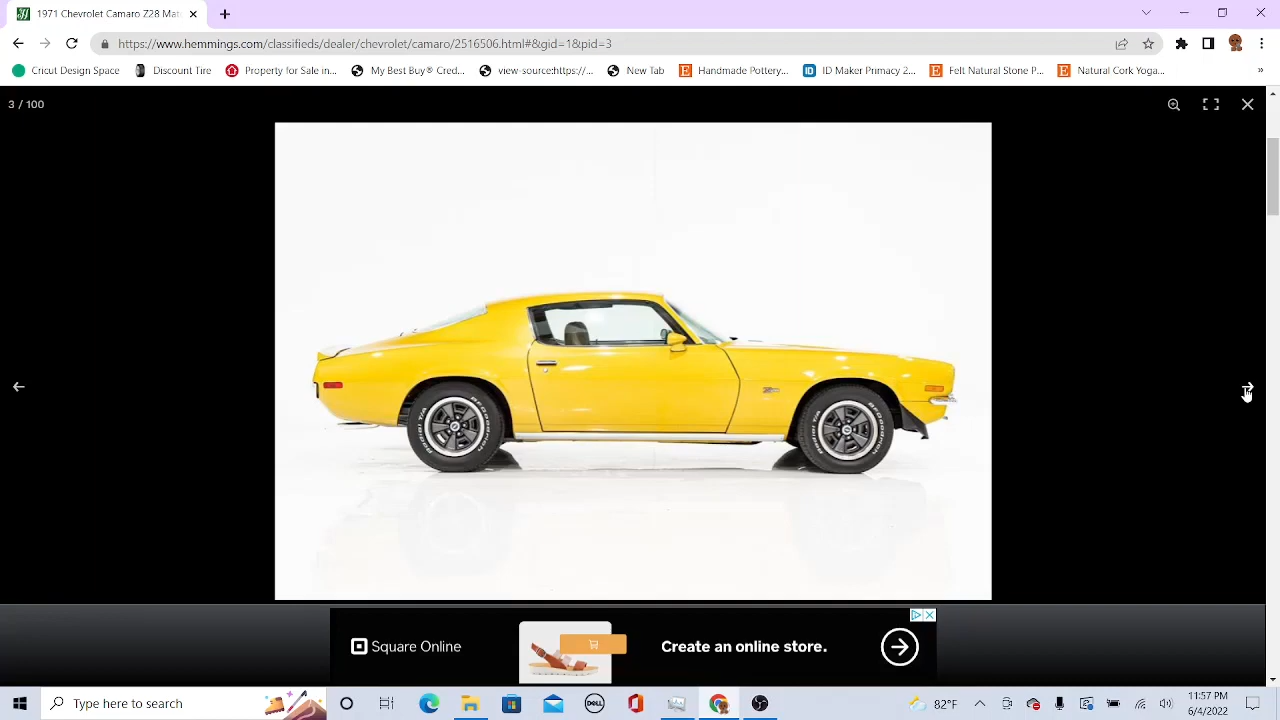 1971 Chevrolet Camaro Z28 Mat
https://www.hemmings.com/classifieds/dealer/chevrolet/camaro/2516506.html#&gid=1&pid=3
Cricut Design Space
Discount Tire
Property for Sale in...
My Best Buy® Cred...
view-source:https://...
New Tab
Handmade Pottery...
ID Maker Primacy 2...
Felt Natural Stone P...
Natural Cork Yoga...
»
3 / 100
Square Online
Create an online store.
Type here to search
DELL
82°F
11:57 PM
6/4/2022